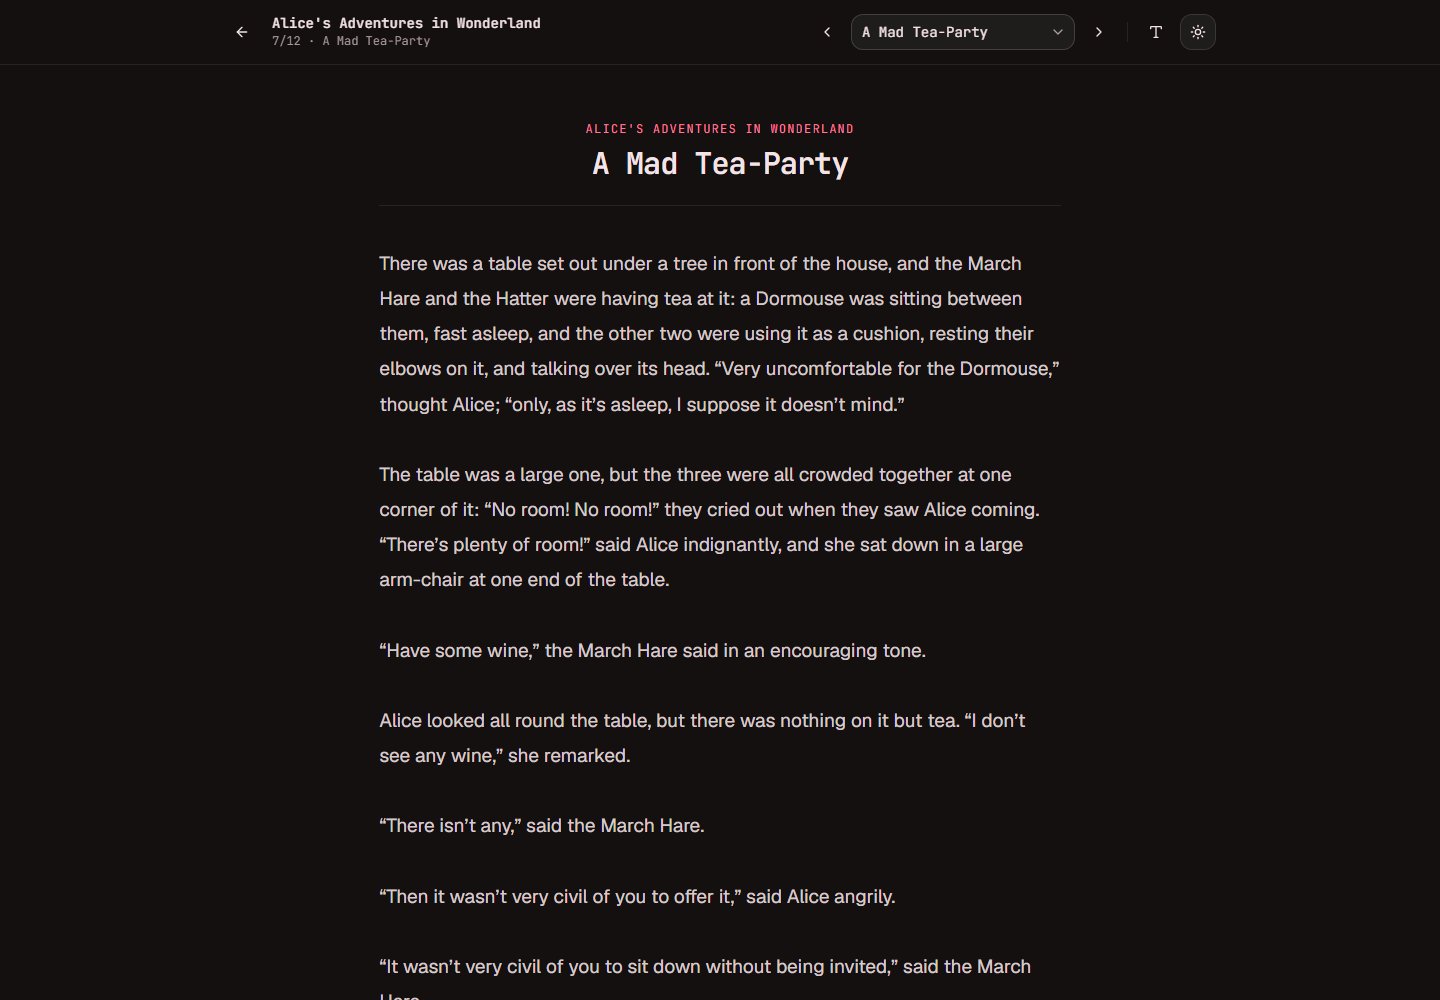 Alice's Adventures in Wonderland
7/12 · A Mad Tea-Party
A Mad Tea-Party
ALICE'S ADVENTURES IN WONDERLAND
A Mad Tea-Party
There was a table set out under a tree in front of the house, and the March
Hare and the Hatter were having tea at it: a Dormouse was sitting between
them, fast asleep, and the other two were using it as a cushion, resting their
elbows on it, and talking over its head. “Very uncomfortable for the Dormouse,”
thought Alice; “only, as it’s asleep, I suppose it doesn’t mind.”
The table was a large one, but the three were all crowded together at one
corner of it: “No room! No room!” they cried out when they saw Alice coming.
“There’s plenty of room!” said Alice indignantly, and she sat down in a large
arm-chair at one end of the table.
“Have some wine,” the March Hare said in an encouraging tone.
Alice looked all round the table, but there was nothing on it but tea. “I don’t
see any wine,” she remarked.
“There isn’t any,” said the March Hare.
“Then it wasn’t very civil of you to offer it,” said Alice angrily.
“It wasn’t very civil of you to sit down without being invited,” said the March